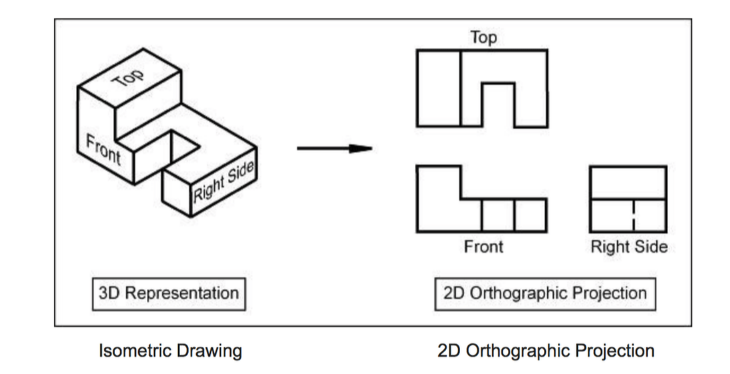 Top
Top
Front
Right Side
Front
Right Side
3D Representation
2D Orthographic Projection
Isometric Drawing
2D Orthographic Projection